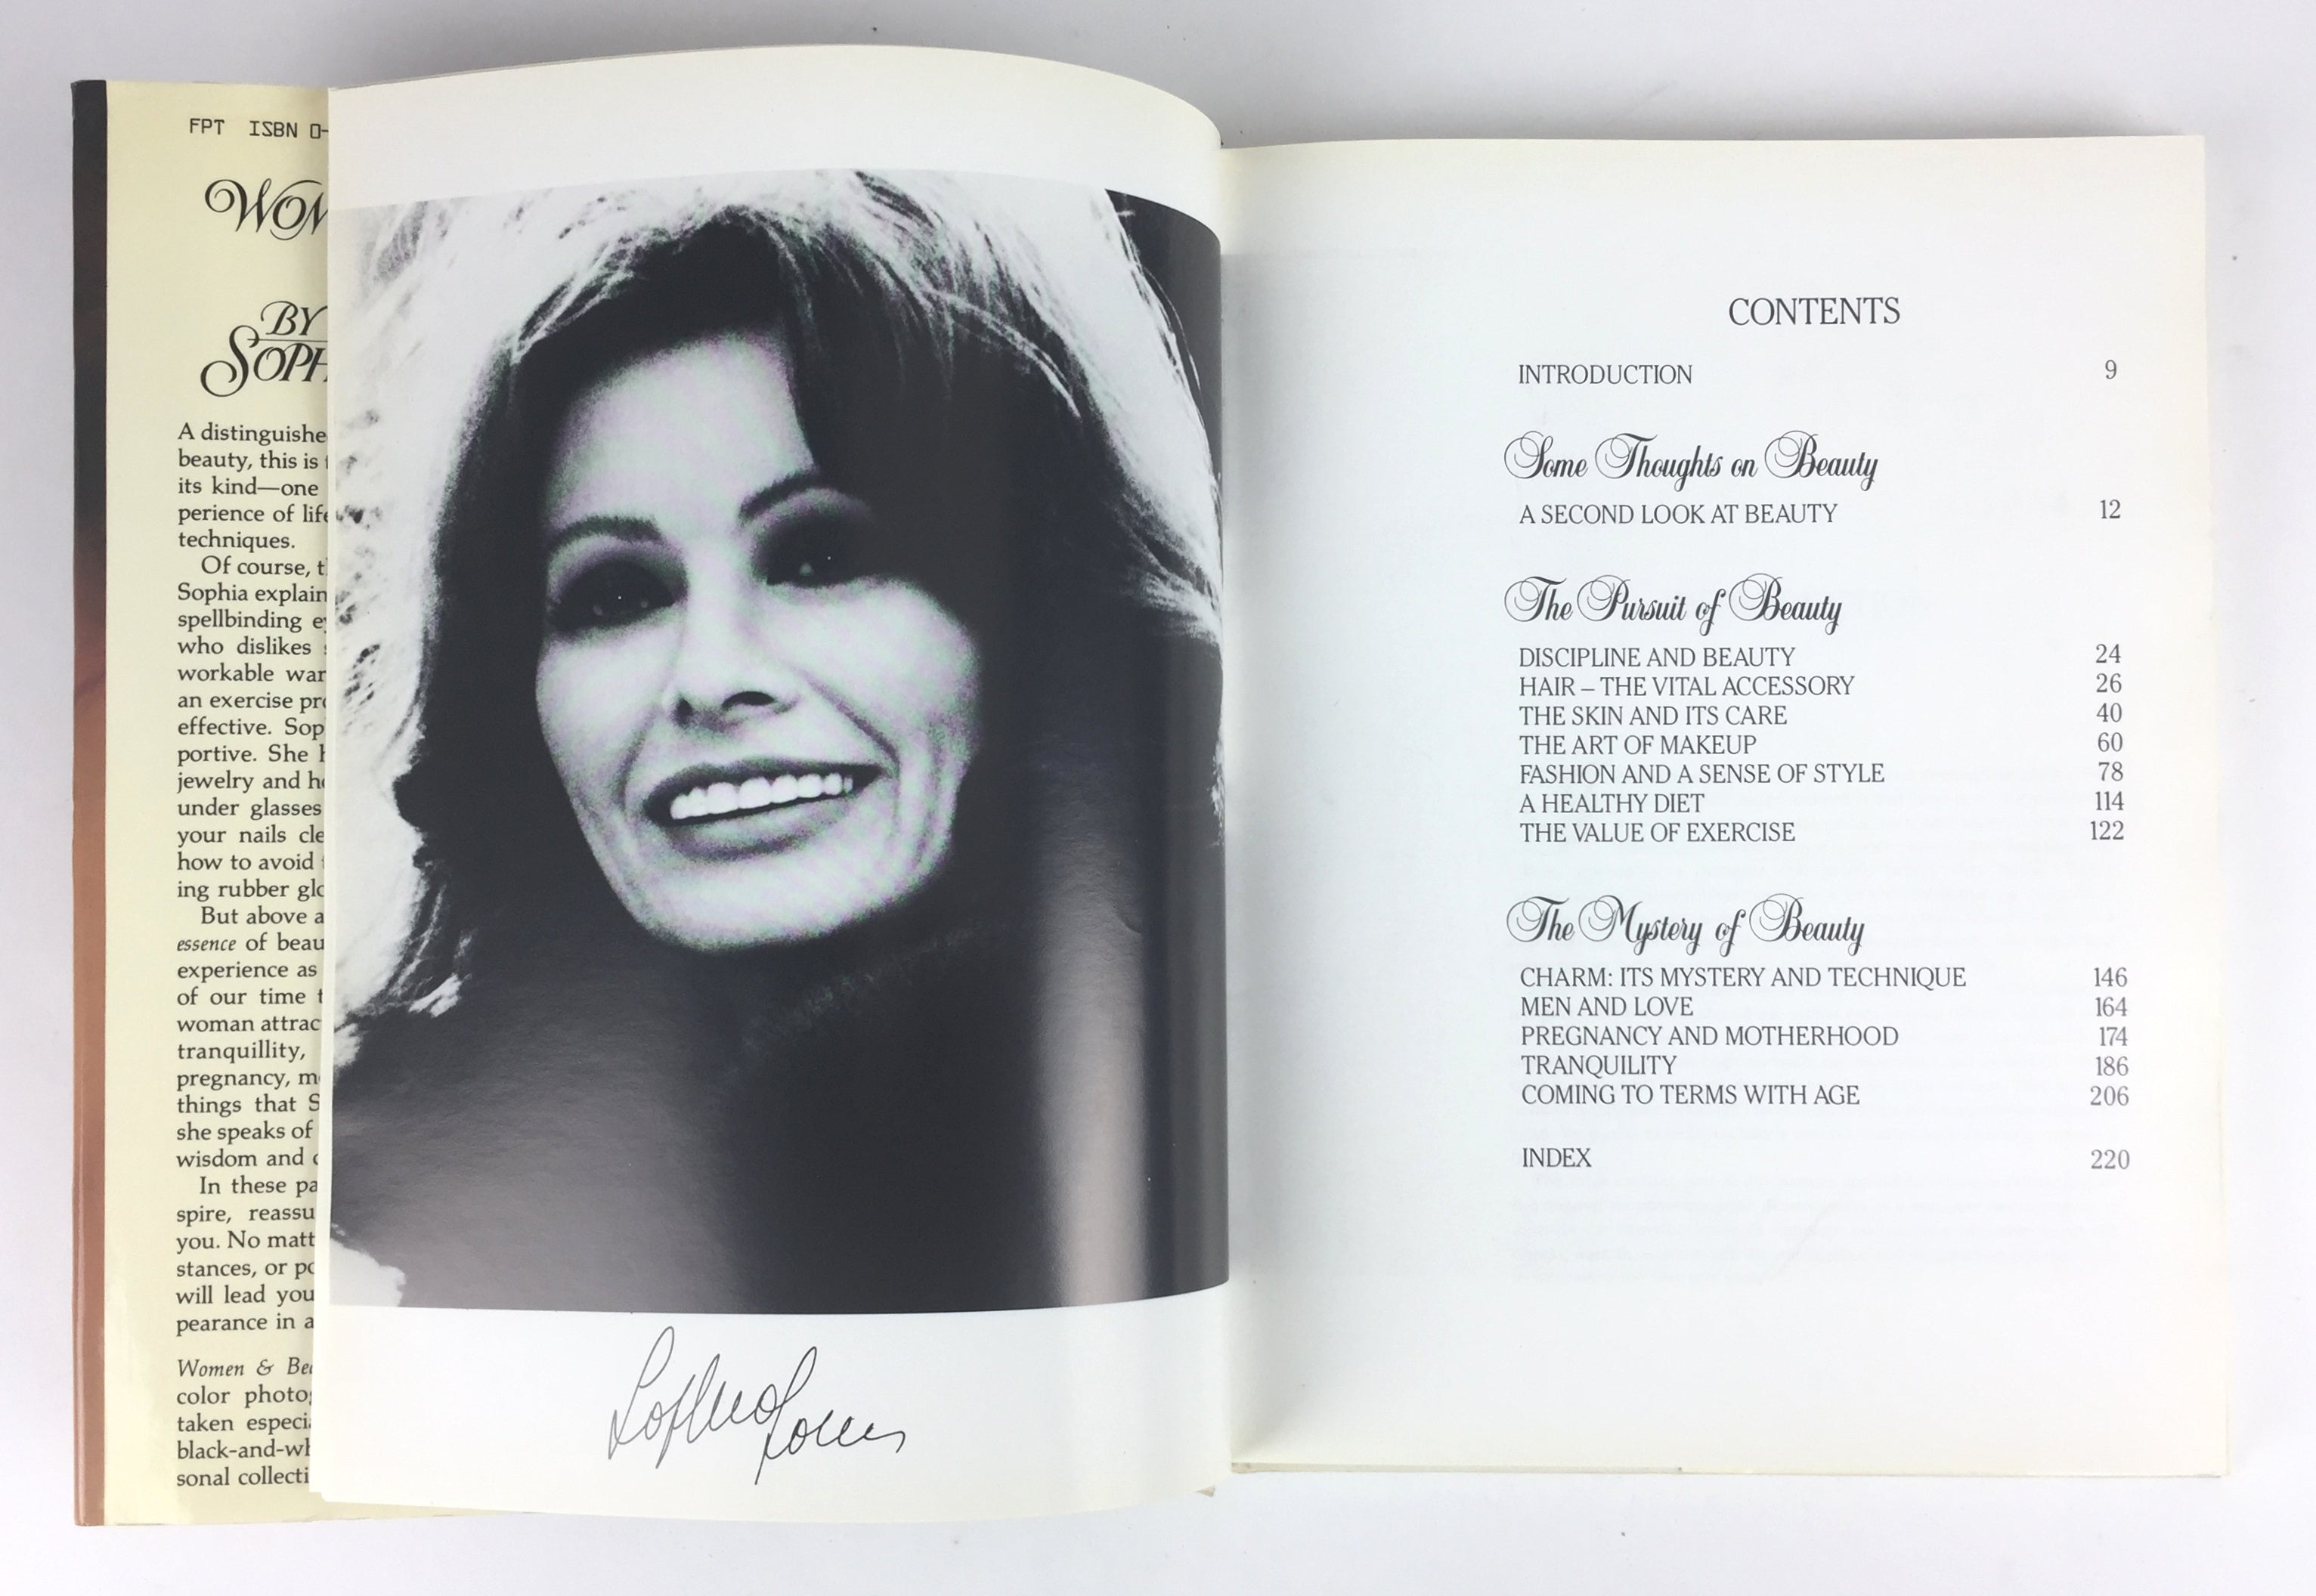 FPT ISBN 0-
WOM
BY
SOPH
A distinguishe
beauty, this is
its kind—one
perience of life
techniques.
Of course, t
Sophia explain
spellbinding e
who dislikes
workable war
an exercise pro
effective. Sop
portive. She h
jewelry and h
under glasses
your nails cle
how to avoid
ing rubber glo
But above a
essence of beau
experience as
of our time t
woman attrac
tranquillity,
pregnancy, m
things that S
she speaks of
wisdom and
In these pa
spire, reassu
you. No matt
stances, or po
will lead you
pearance in a
Women & Bea
color photog
taken especia
black-and-wh
sonal collecti
Sophia Loren
CONTENTS
INTRODUCTION 9
Some Thoughts on Beauty
A SECOND LOOK AT BEAUTY 12
The Pursuit of Beauty
DISCIPLINE AND BEAUTY 24
HAIR – THE VITAL ACCESSORY 26
THE SKIN AND ITS CARE 40
THE ART OF MAKEUP 60
FASHION AND A SENSE OF STYLE 78
A HEALTHY DIET 114
THE VALUE OF EXERCISE 122
The Mystery of Beauty
CHARM: ITS MYSTERY AND TECHNIQUE 146
MEN AND LOVE 164
PREGNANCY AND MOTHERHOOD 174
TRANQUILITY 186
COMING TO TERMS WITH AGE 206
INDEX 220